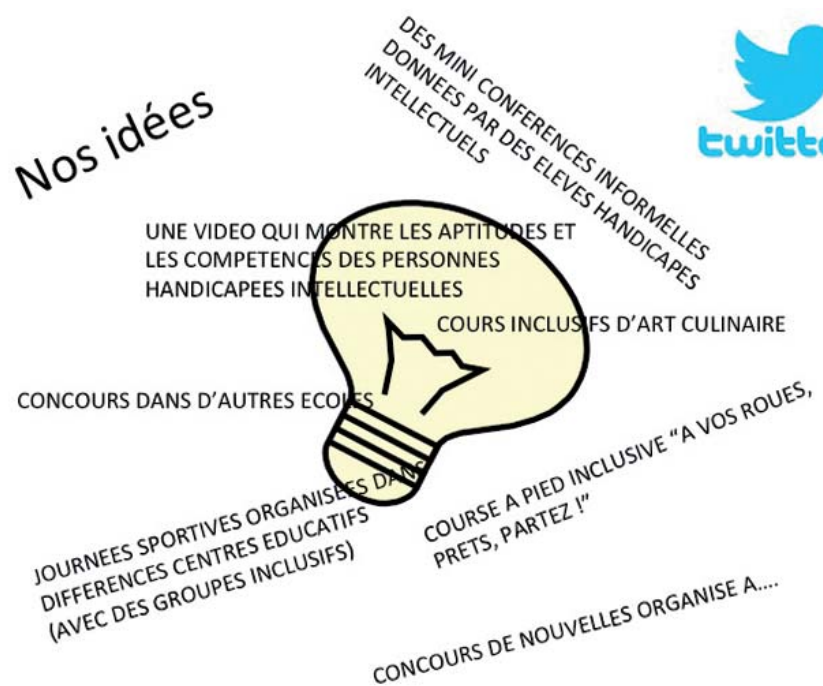 Nos idées
DES MINI CONFERENCES INFORMELLES
DONNEES PAR DES ELEVES HANDICAPES
INTELLECTUELS
UNE VIDEO QUI MONTRE LES APTITUDES ET
LES COMPETENCES DES PERSONNES
HANDICAPEES INTELLECTUELLES
COURS INCLUSIFS D’ART CULINAIRE
CONCOURS DANS D’AUTRES ECOLES
JOURNEES SPORTIVES ORGANISEES DANS
DIFFERENCES CENTRES EDUCATIFS
(AVEC DES GROUPES INCLUSIFS)
COURSE A PIED INCLUSIVE “A VOS ROUES,
PRETS, PARTEZ !”
CONCOURS DE NOUVELLES ORGANISE A....